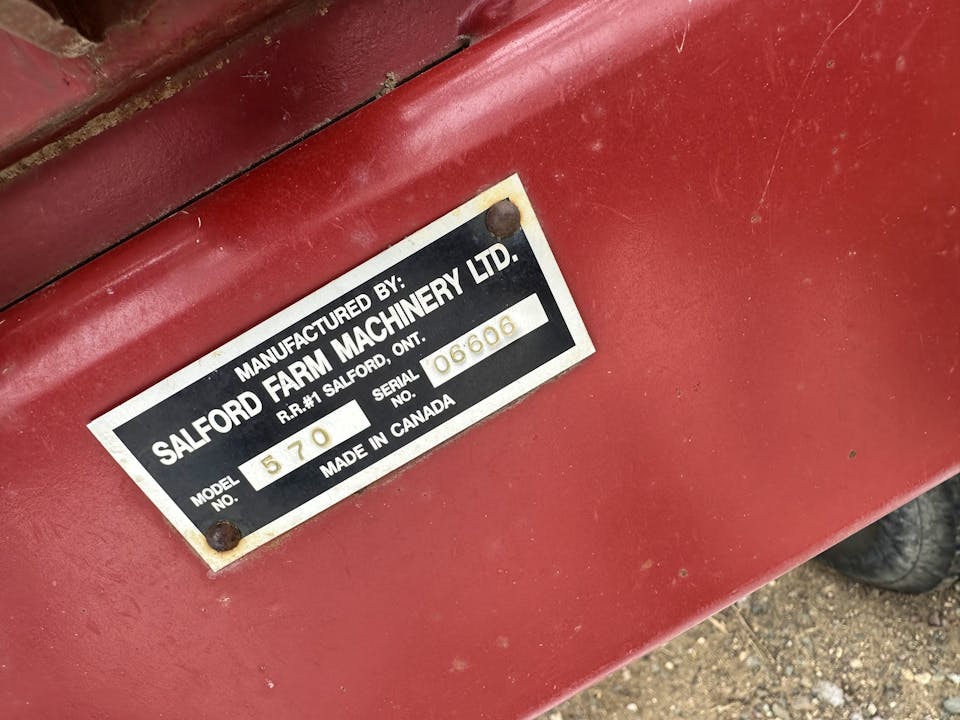 MANUFACTURED BY:
SALFORD FARM MACHINERY LTD.
R.R.#1 SALFORD, ONT.
MODEL NO. 570 SERIAL NO. 06606
MADE IN CANADA